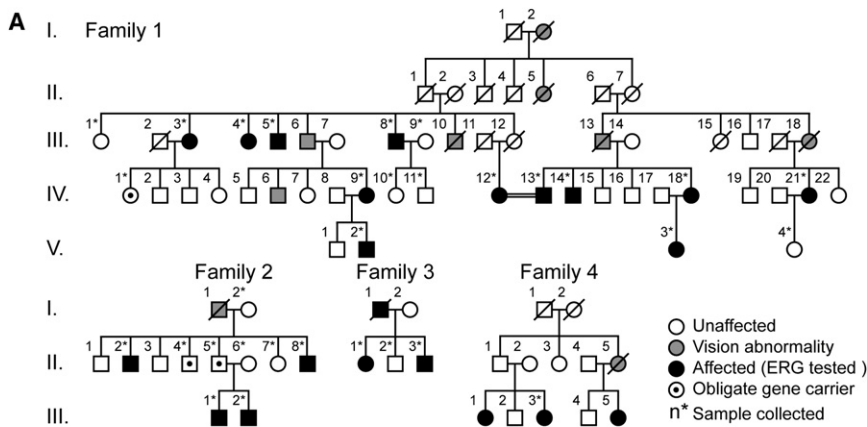 A I. Family 1 1 2
II. 1 2 3 4 5 6 7
III. 1* 2 3* 4* 5* 6 7 8* 9* 10 11 12 13 14 15 16 17 18
IV. 1* 2 3 4 5 6 7 8 9* 10* 11* 12* 13* 14* 15 16 17 18* 19 20 21* 22
V. 1 2* 3* 4*
Family 2 Family 3 Family 4
I. 1 2* 1 2 1 2
II. 1 2* 3 4* 5* 6* 7* 8* 1* 2 3* 1 2 3 4 5
III. 1* 2* 1 2 3* 4 5
Unaffected
Vision abnormality
Affected (ERG tested )
Obligate gene carrier
n* Sample collected